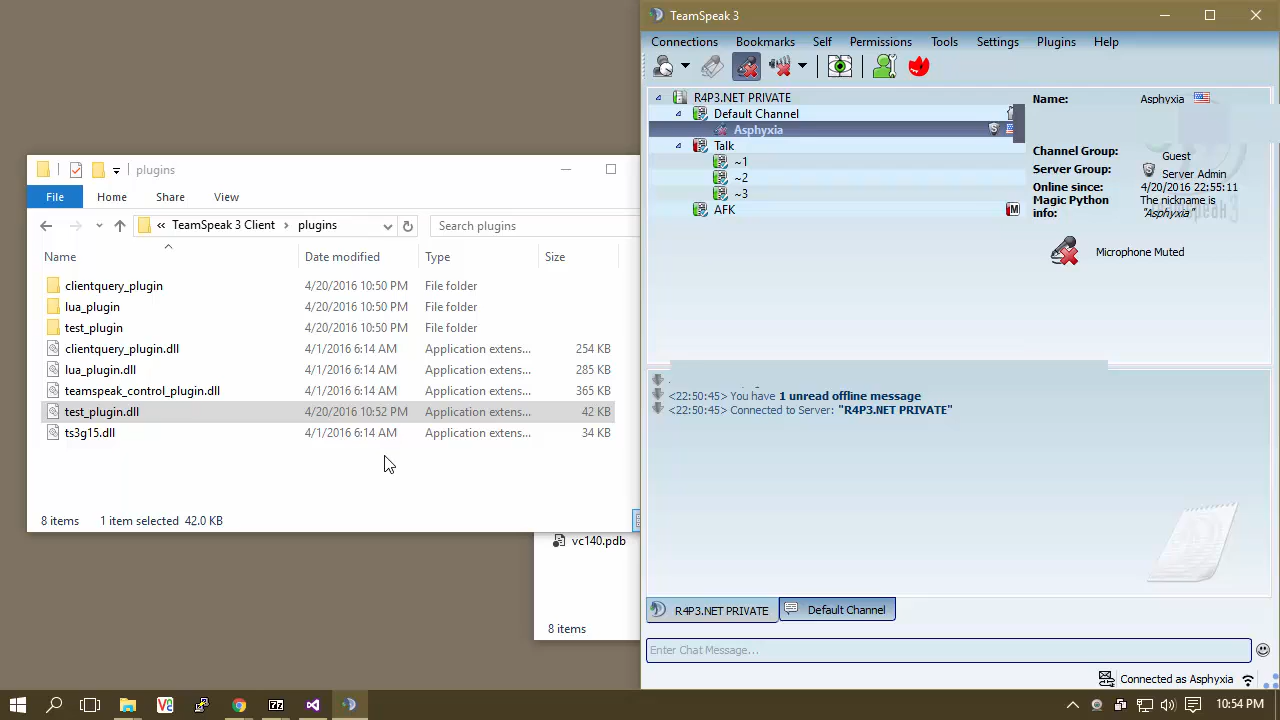 TeamSpeak 3
Connections Bookmarks Self Permissions Tools Settings Plugins Help
R4P3.NET PRIVATE
Default Channel
Asphyxia
Talk
~1
~2
~3
AFK
M
Name: Asphyxia
Channel Group: Guest
Server Group: Server Admin
Online since: 4/20/2016 22:55:11
Magic Python info: The nickname is
"Asphyxia"
Microphone Muted
plugins
File Home Share View
« TeamSpeak 3 Client plugins
Search plugins
Name Date modified Type Size
clientquery_plugin 4/20/2016 10:50 PM File folder
lua_plugin 4/20/2016 10:50 PM File folder
test_plugin 4/20/2016 10:50 PM File folder
clientquery_plugin.dll 4/1/2016 6:14 AM Application extens... 254 KB
lua_plugin.dll 4/1/2016 6:14 AM Application extens... 285 KB
teamspeak_control_plugin.dll 4/1/2016 6:14 AM Application extens... 365 KB
test_plugin.dll 4/20/2016 10:52 PM Application extens... 42 KB
ts3g15.dll 4/1/2016 6:14 AM Application extens... 34 KB
8 items 1 item selected 42.0 KB
vc140.pdb
8 items
<22:50:45> You have 1 unread offline message
<22:50:45> Connected to Server: "R4P3.NET PRIVATE"
R4P3.NET PRIVATE Default Channel
Enter Chat Message...
Connected as Asphyxia
10:54 PM